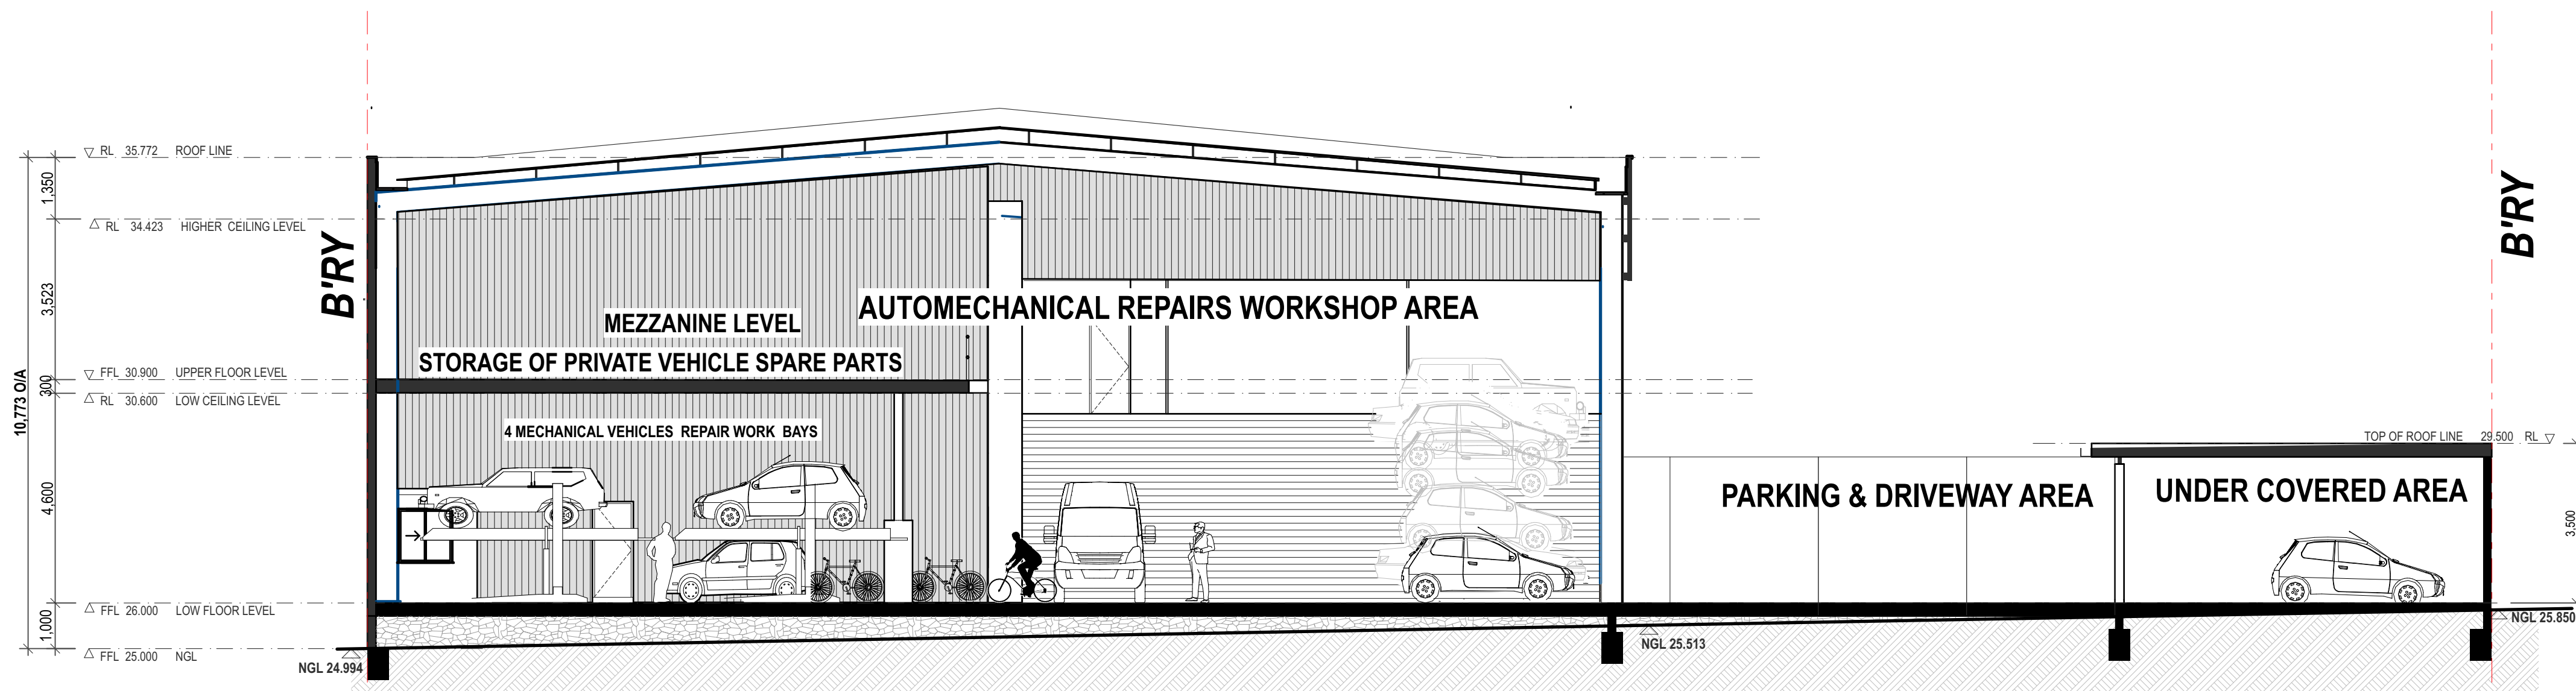 RL 35.772 ROOF LINE
1.350
RL 34.423 HIGHER CEILING LEVEL
B'RY
B'RY
3,523
AUTOMECHANICAL REPAIRS WORKSHOP AREA
MEZZANINE LEVEL
STORAGE OF PRIVATE VEHICLE SPARE PARTS
FFL 30.900 UPPER FLOOR LEVEL
300
10,773 O/A
RL 30.600 LOW CEILING LEVEL
4 MECHANICAL VEHICLES REPAIR WORK BAYS
TOP OF ROOF LINE 29.500 RL
4,600
PARKING & DRIVEWAY AREA
UNDER COVERED AREA
3.500
FFL 26.000 LOW FLOOR LEVEL
1,000
NGL 25.850
NGL 25.513
FFL 25.000 NGL
NGL 24.994